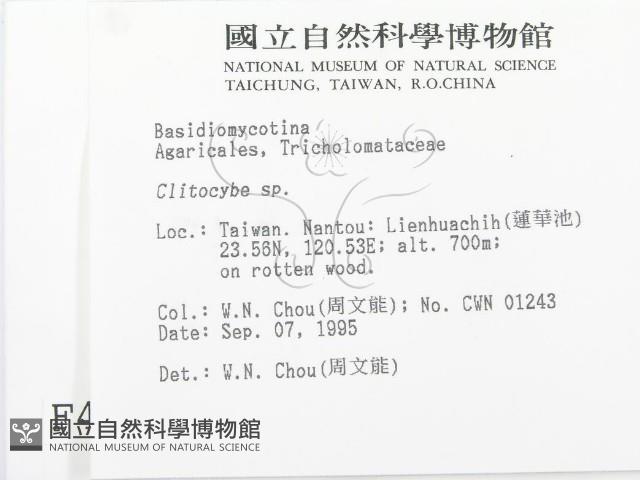 國立自然科學博物館
NATIONAL MUSEUM OF NATURAL SCIENCE
TAICHUNG, TAIWAN, R.O.CHINA
Basidiomycotina
Agaricales, Tricholomataceae
Clitocybe sp.
Loc.: Taiwan. Nantou: Lienhuachih(蓮華池)
23.56N, 120.53E; alt. 700m;
on rotten wood.
Col.: W.N. Chou(周文能); No. CWN 01243
Date: Sep. 07, 1995
Det.: W.N. Chou(周文能)
F4
國立自然科學博物館
NATIONAL MUSEUM OF NATURAL SCIENCE